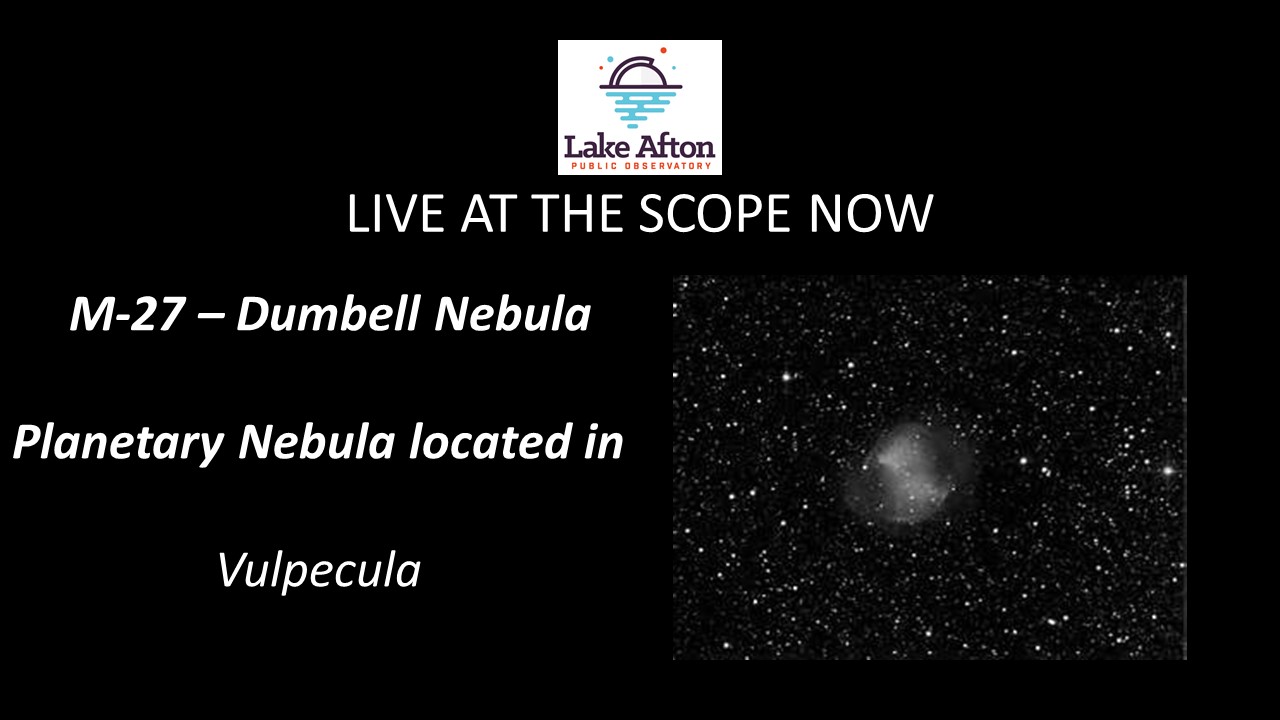 Lake Afton
PUBLIC OBSERVATORY
LIVE AT THE SCOPE NOW
M-27 – Dumbell Nebula
Planetary Nebula located in
Vulpecula